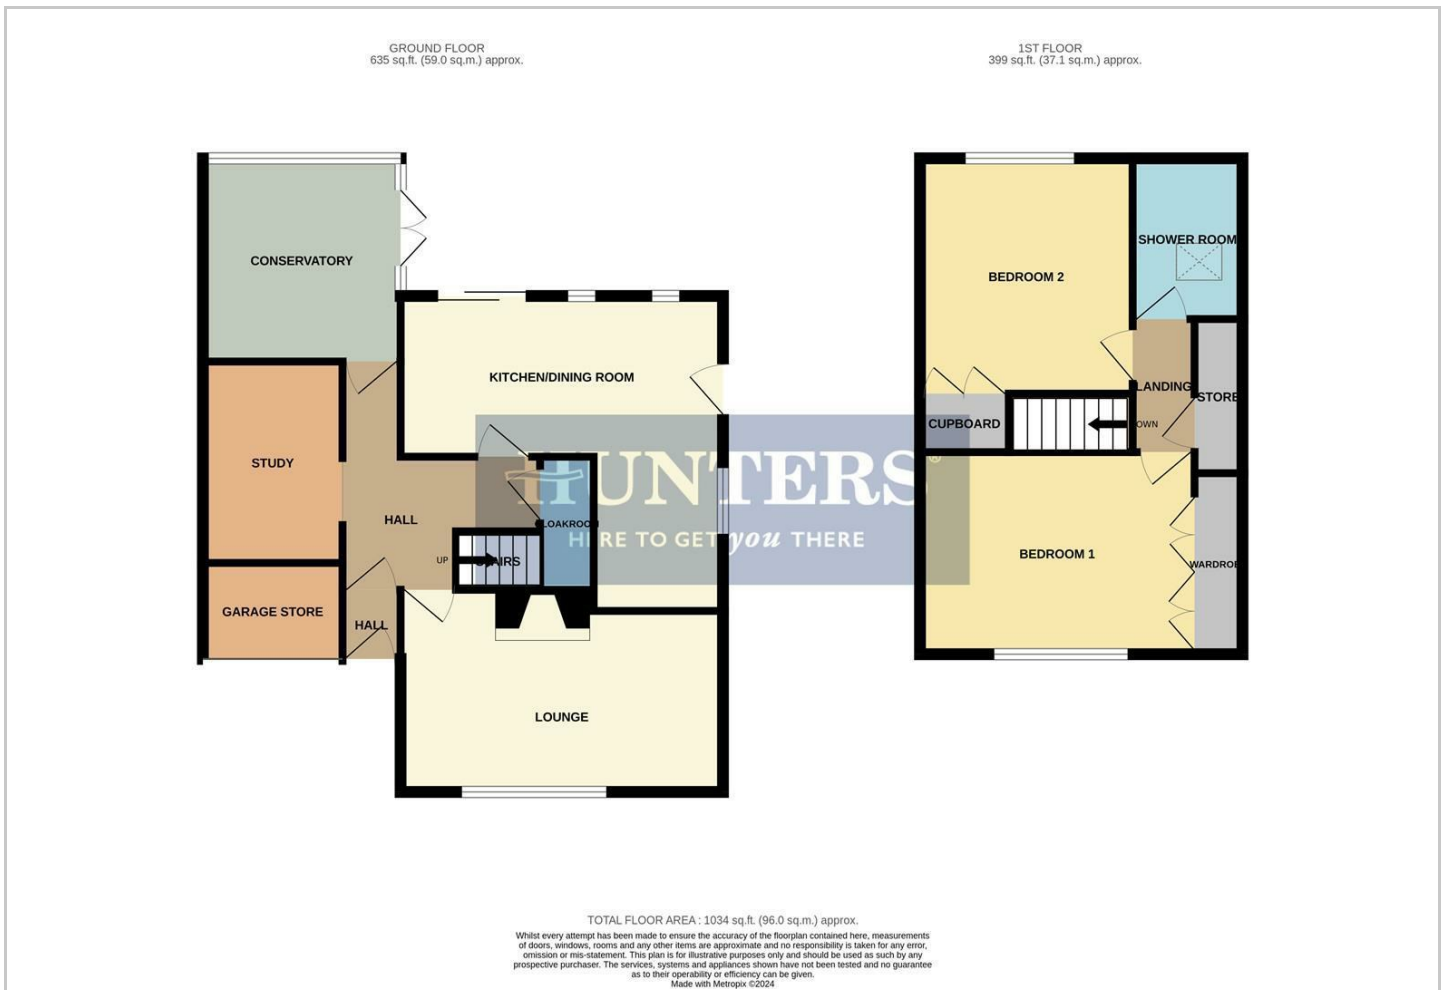 GROUND FLOOR
635 sq.ft. (59.0 sq.m.) approx.
1ST FLOOR
399 sq.ft. (37.1 sq.m.) approx.
CONSERVATORY
KITCHEN/DINING ROOM
STUDY
HALL
CLOAKROOM
UP
STAIRS
GARAGE STORE
HALL
LOUNGE
SHOWER ROOM
BEDROOM 2
LANDING
STORE
CUPBOARD
DOWN
BEDROOM 1
WARDROBE
HUNTERS®
HERE TO GET you THERE
TOTAL FLOOR AREA : 1034 sq.ft. (96.0 sq.m.) approx.
Whilst every attempt has been made to ensure the accuracy of the floorplan contained here, measurements
of doors, windows, rooms and any other items are approximate and no responsibility is taken for any error,
omission or mis-statement. This plan is for illustrative purposes only and should be used as such by any
prospective purchaser. The services, systems and appliances shown have not been tested and no guarantee
as to their operability or efficiency can be given.
Made with Metropix ©2024